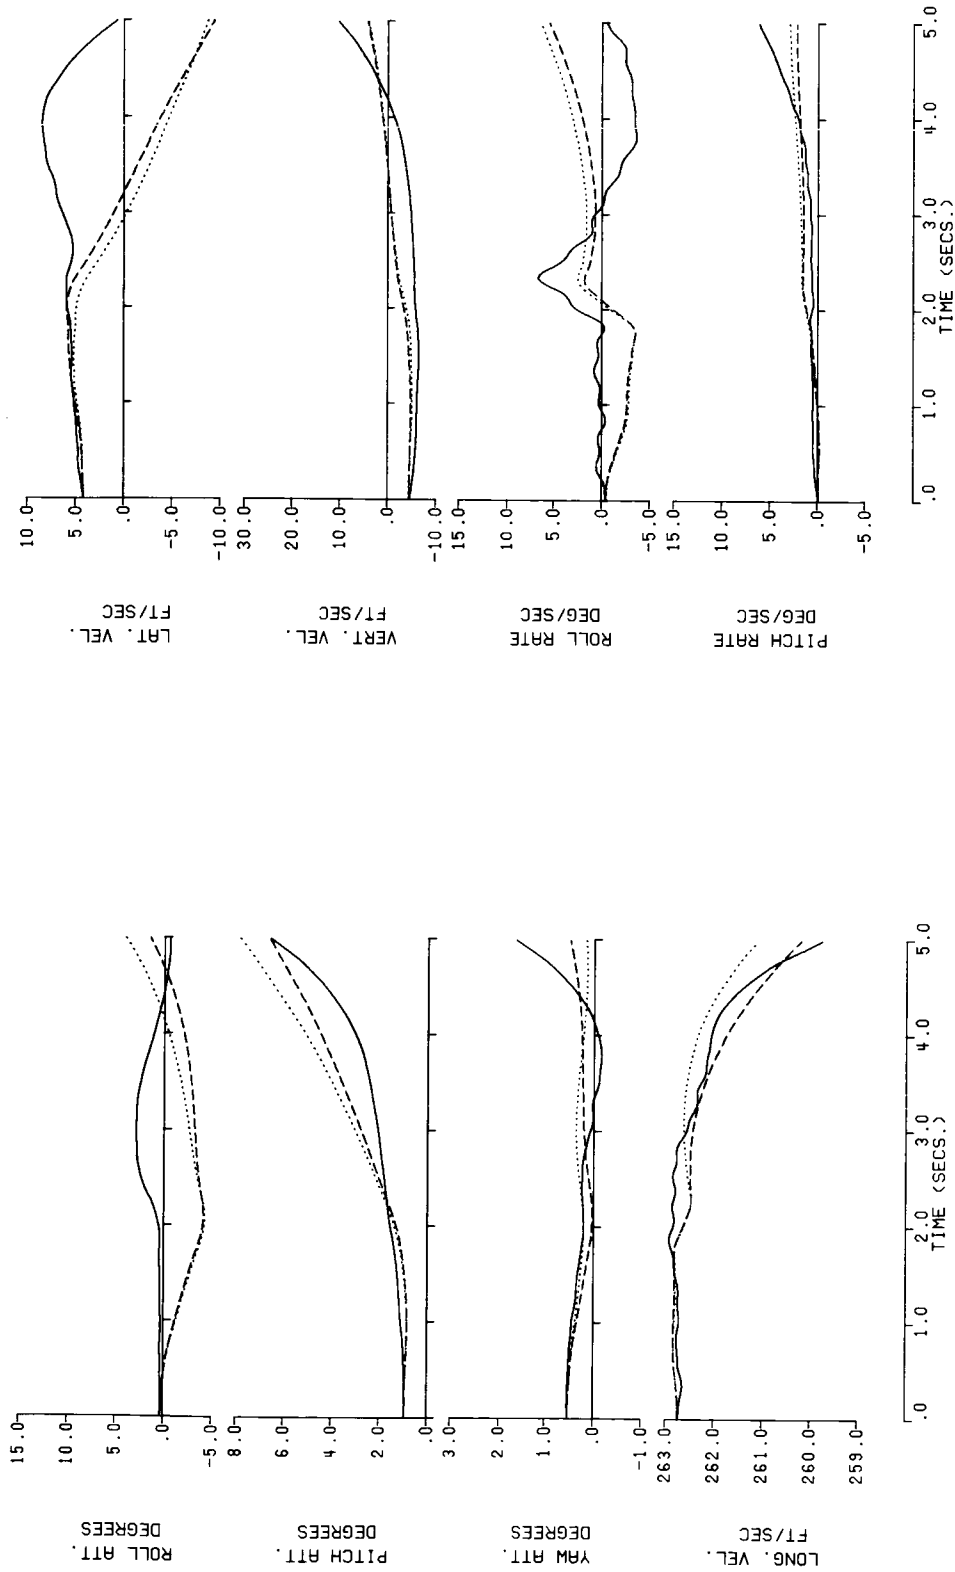 ROLL ATT.
DEGREES
15.0
10.0
5.0
.0
-5.0
PITCH ATT.
DEGREES
8.0
6.0
4.0
2.0
.0
YAW ATT.
DEGREES
3.0
2.0
1.0
.0
-1.0
LONG. VEL.
FT/SEC
263.0
262.0
261.0
260.0
259.0
.0
1.0
2.0
3.0
4.0
5.0
TIME (SECS.)
LAT. VEL.
FT/SEC
10.0
5.0
.0
-5.0
-10.0
VERT. VEL.
FT/SEC
30.0
20.0
10.0
.0
-10.0
ROLL RATE
DEG/SEC
15.0
10.0
5.0
.0
-5.0
PITCH RATE
DEG/SEC
15.0
10.0
5.0
.0
-5.0
.0
1.0
2.0
3.0
4.0
5.0
TIME (SECS.)